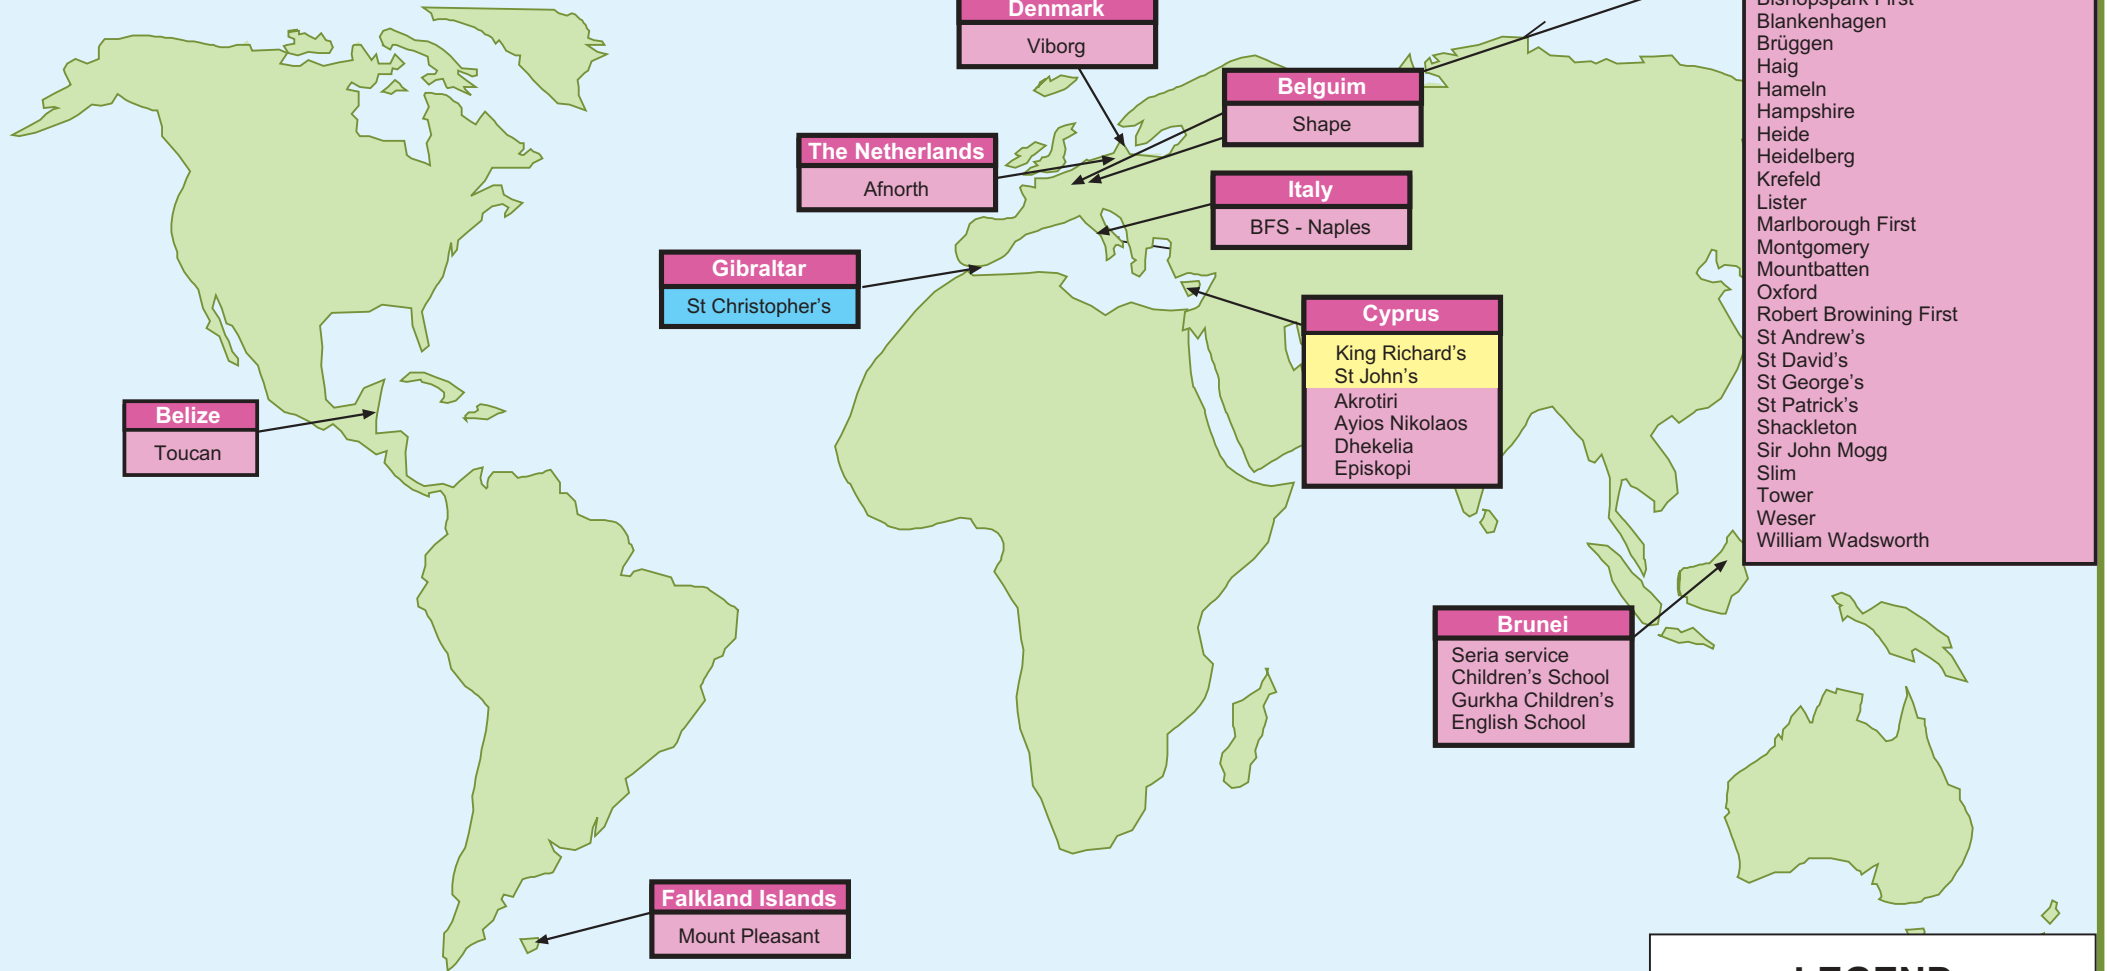 Denmark
Viborg
Belguim
Shape
The Netherlands
Afnorth
Italy
BFS - Naples
Gibraltar
St Christopher’s
Cyprus
King Richard’s
St John’s
Akrotiri
Ayios Nikolaos
Dhekelia
Episkopi
Belize
Toucan
Bishopspark First
Blankenhagen
Brüggen
Haig
Hameln
Hampshire
Heide
Heidelberg
Krefeld
Lister
Marlborough First
Montgomery
Mountbatten
Oxford
Robert Browining First
St Andrew’s
St David’s
St George’s
St Patrick’s
Shackleton
Sir John Mogg
Slim
Tower
Weser
William Wadsworth
Brunei
Seria service
Children’s School
Gurkha Children’s
English School
Falkland Islands
Mount Pleasant
LEGEND